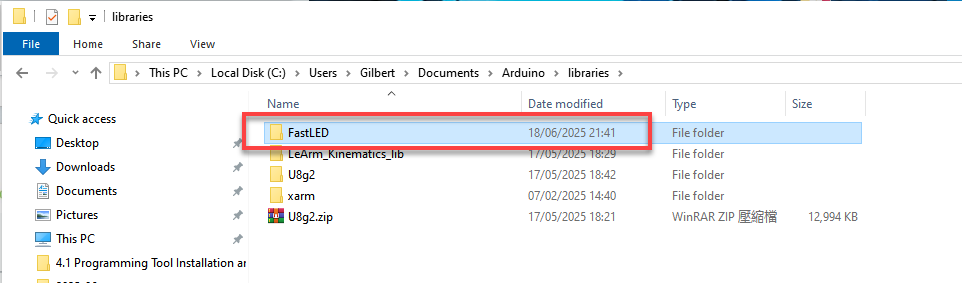 libraries
File Home Share View
This PC Local Disk (C:) Users Gilbert Documents Arduino libraries
Name Date modified Type Size
Quick access
Desktop
Downloads
Documents
Pictures
This PC
4.1 Programming Tool Installation ar
FastLED 18/06/2025 21:41 File folder
LeArm_Kinematics_lib 17/05/2025 18:29 File folder
U8g2 17/05/2025 18:42 File folder
xarm 07/02/2025 14:40 File folder
U8g2.zip 17/05/2025 18:21 WinRAR ZIP 壓縮檔 12,994 KB